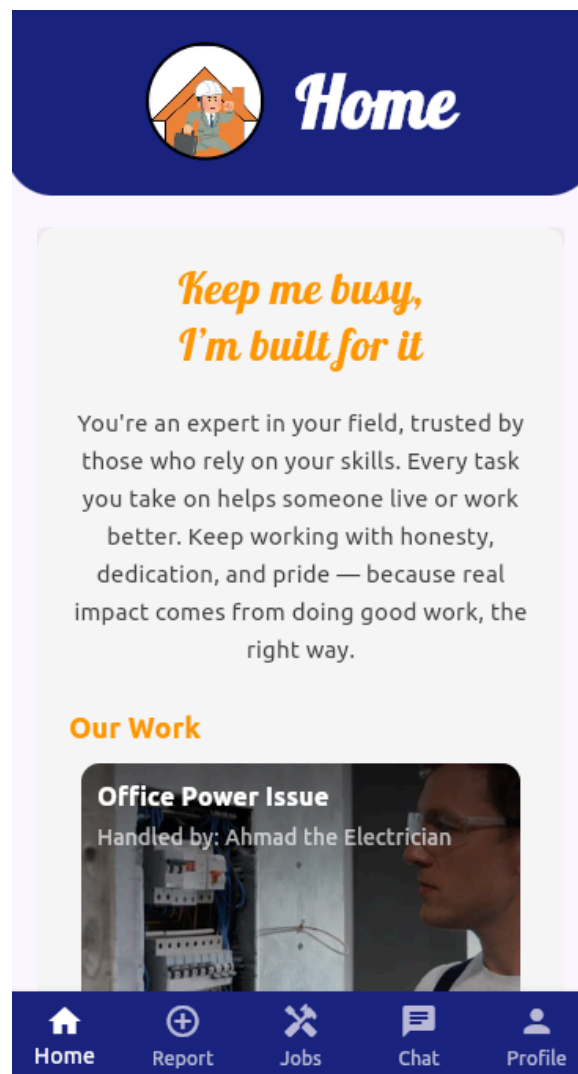 Home
Keep me busy,
I'm built for it
You're an expert in your field, trusted by
those who rely on your skills. Every task
you take on helps someone live or work
better. Keep working with honesty,
dedication, and pride — because real
impact comes from doing good work, the
right way.
Our Work
Office Power Issue
Handled by: Ahmad the Electrician
Home
Report
Jobs
Chat
Profile